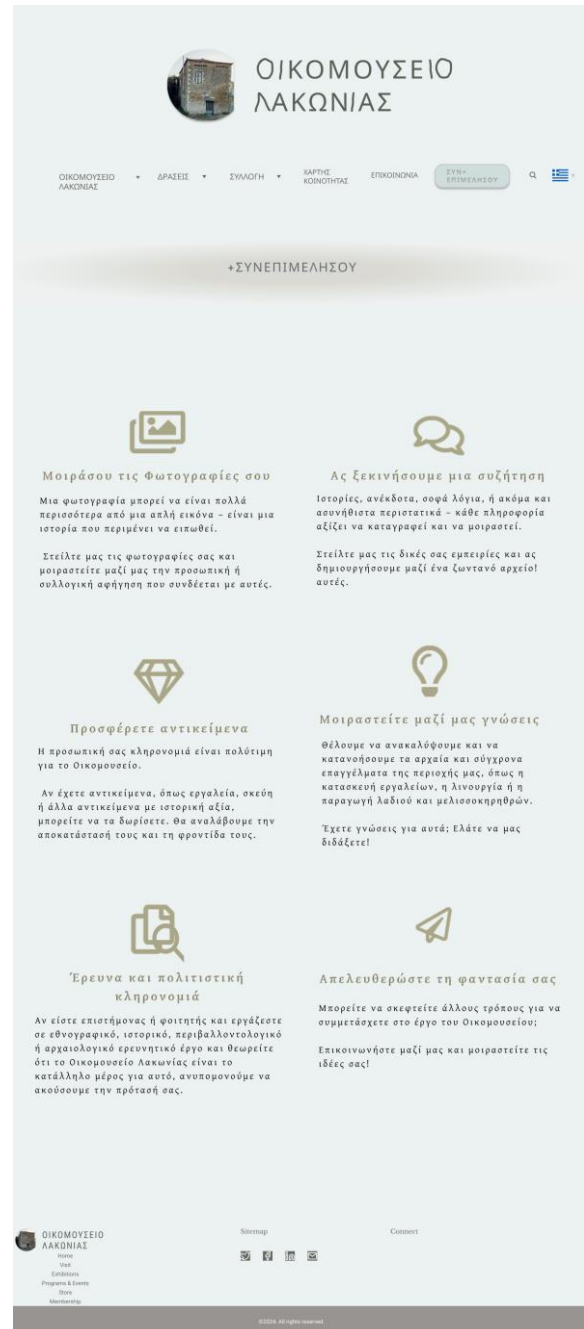 ΟΙΚΟΜΟΥΣΕΙΟ
ΛΑΚΩΝΙΑΣ
ΟΙΚΟΜΟΥΣΕΙΟ
ΛΑΚΩΝΙΑΣ
ΔΡΑΣΕΙΣ
ΣΥΛΛΟΓΗ
ΧΑΡΤΗΣ
ΚΟΙΝΟΤΗΤΑΣ
ΕΠΙΚΟΙΝΩΝΙΑ
ΣΥΝ+
ΕΠΙΜΕΛΗΣΟΥ
+ΣΥΝΕΠΙΜΕΛΗΣΟΥ
Μοιράσου τις Φωτογραφίες σου
Μια φωτογραφία μπορεί να είναι πολλά
περισσότερα από μια απλή εικόνα – είναι μια
ιστορία που περιμένει να ειπωθεί.
Στείλτε μας τις φωτογραφίες σας και
μοιραστείτε μαζί μας την προσωπική ή
συλλογική αφήγηση που συνδέεται με αυτές.
Ας ξεκινήσουμε μια συζήτηση
Ιστορίες, ανέκδοτα, σοφά λόγια, ή ακόμα και
ασυνήθιστα περιστατικά – κάθε πληροφορία
αξίζει να καταγραφεί και να μοιραστεί.
Στείλτε μας τις δικές σας εμπειρίες και ας
δημιουργήσουμε μαζί ένα ζωντανό αρχείο!
αυτές.
Προσφέρετε αντικείμενα
Η προσωπική σας κληρονομιά είναι πολύτιμη
για το Οικομουσείο.
Αν έχετε αντικείμενα, όπως εργαλεία, σκεύη
ή άλλα αντικείμενα με ιστορική αξία,
μπορείτε να τα δωρίσετε. Θα αναλάβουμε την
αποκατάστασή τους και τη φροντίδα τους.
Μοιραστείτε μαζί μας γνώσεις
Θέλουμε να ανακαλύψουμε και να
κατανοήσουμε τα αρχαία και σύγχρονα
επαγγέλματα της περιοχής μας, όπως η
κατασκευή εργαλείων, η λινουργία ή η
παραγωγή λαδιού και μελισσοκηρηθρών.
Έχετε γνώσεις για αυτά; Ελάτε να μας
διδάξετε!
Έρευνα και πολιτιστική
κληρονομιά
Αν είστε επιστήμονας ή φοιτητής και εργάζεστε
σε εθνογραφικό, ιστορικό, περιβαλλοντολογικό
ή αρχαιολογικό ερευνητικό έργο και θεωρείτε
ότι το Οικομουσείο Λακωνίας είναι το
κατάλληλο μέρος για αυτό, ανυπομονούμε να
ακούσουμε την πρότασή σας.
Απελευθερώστε τη φαντασία σας
Μπορείτε να σκεφτείτε άλλους τρόπους για να
συμμετάσχετε στο έργο του Οικομουσείου;
Επικοινωνήστε μαζί μας και μοιραστείτε τις
ιδέες σας!
ΟΙΚΟΜΟΥΣΕΙΟ
ΛΑΚΩΝΙΑΣ
Home
Visit
Exhibitions
Programs & Events
Store
Membership
Sitemap
Connect
©2024. All rights reserved.